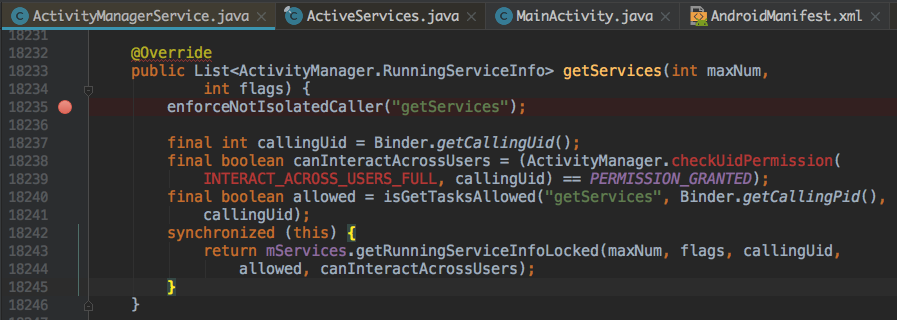 ActivityManagerService.java × ActiveServices.java × MainActivity.java × AndroidManifest.xml ×
18231
18232 @Override
18233 public List<ActivityManager.RunningServiceInfo> getServices(int maxNum,
18234 int flags) {
18235 enforceNotIsolatedCaller("getServices");
18236
18237 final int callingUid = Binder.getCallingUid();
18238 final boolean canInteractAcrossUsers = (ActivityManager.checkUidPermission(
18239 INTERACT_ACROSS_USERS_FULL, callingUid) == PERMISSION_GRANTED);
18240 final boolean allowed = isGetTasksAllowed("getServices", Binder.getCallingPid(),
18241 callingUid);
18242 synchronized (this) {
18243 return mServices.getRunningServiceInfoLocked(maxNum, flags, callingUid,
18244 allowed, canInteractAcrossUsers);
18245 }
18246 }
18247